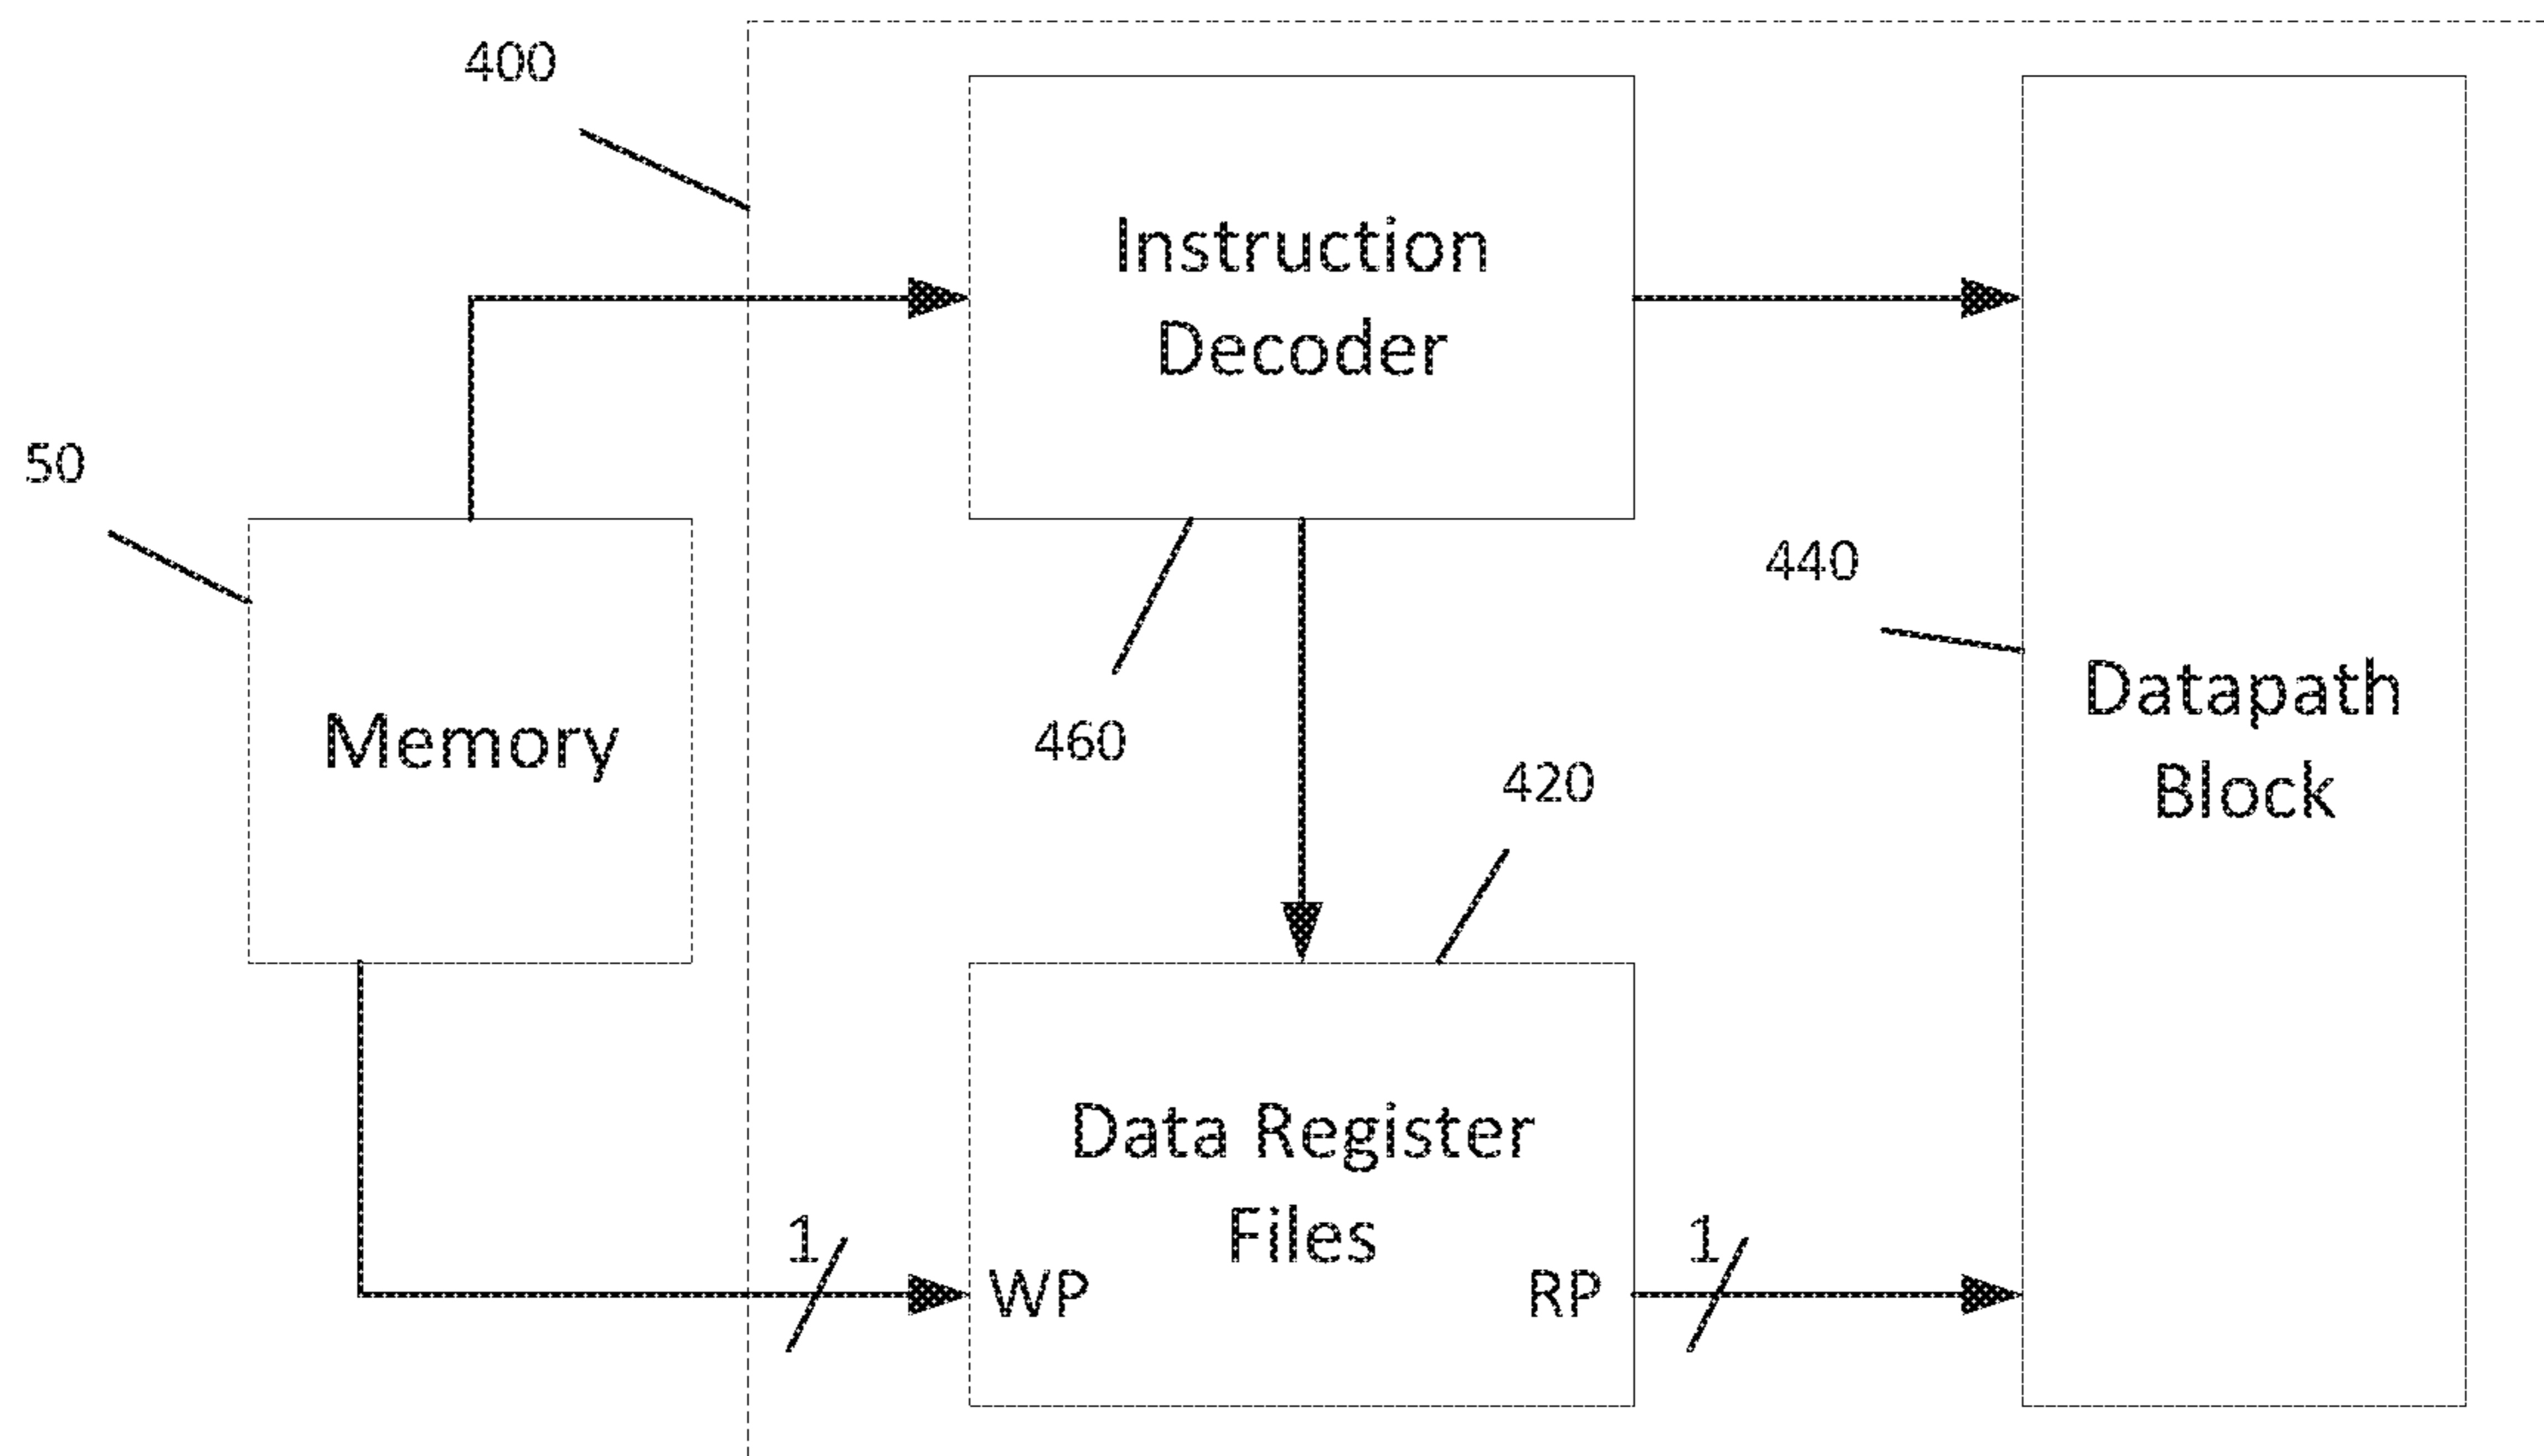 400
Instruction
Decoder
50
440
Memory
Datapath
Block
460
420
Data Register
Files
1
WP
RP
1